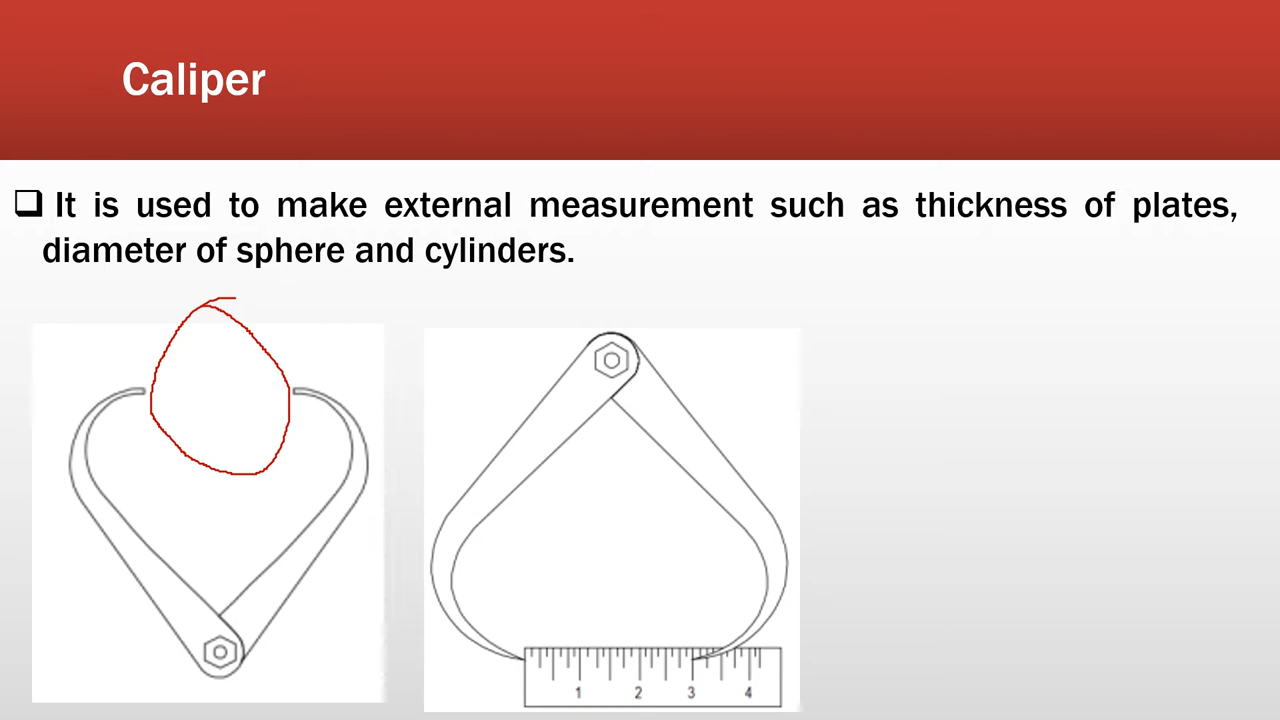 Caliper
❑ It is used to make external measurement such as thickness of plates,
diameter of sphere and cylinders.
1 2 3 4